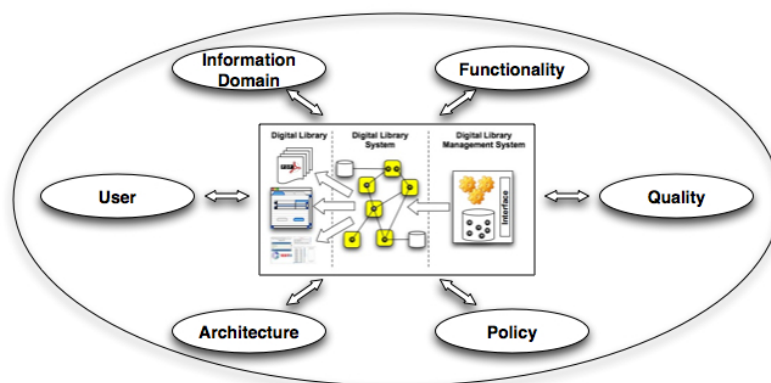 Information
Domain
Functionality
Digital Library
Digital Library
System
Digital Library
Management System
Interface
User
Quality
Architecture
Policy